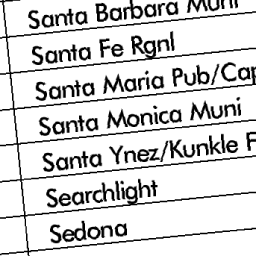 Santa Barbara Muni
Santa Fe Rgnl
Santa Maria Pub/Cap
Santa Monica Muni
Santa Ynez/Kunkle F
Searchlight
Sedona